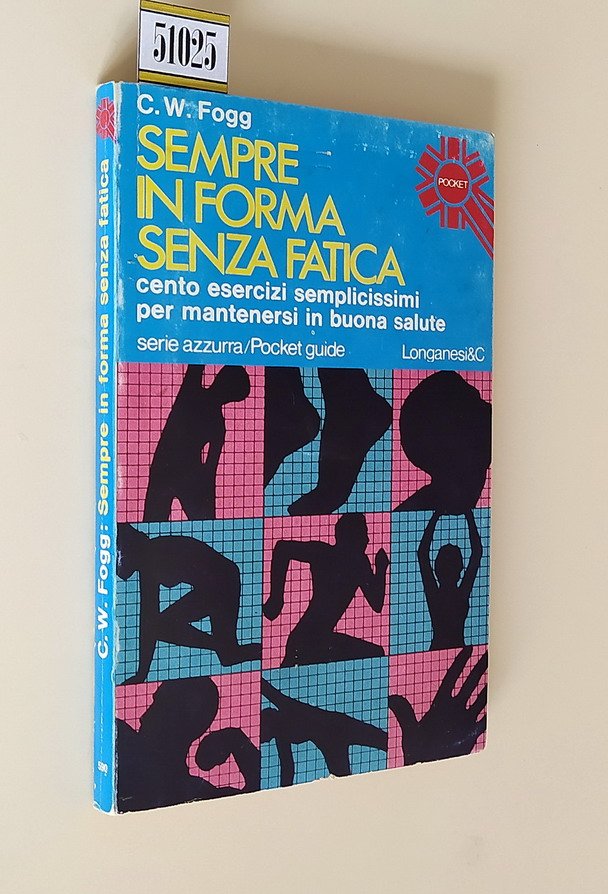 51025
C. W. Fogg
SEMPRE
IN FORMA
SENZA FATICA
cento esercizi semplicissimi
per mantenersi in buona salute
serie azzurra/Pocket guide
Longanesi&C
POCKET
C. W. Fogg: Sempre in forma senza fatica